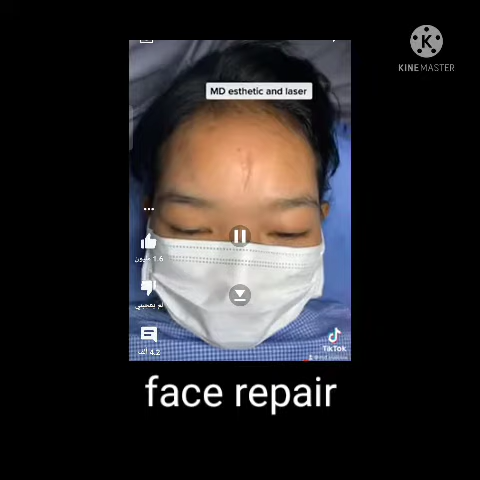 KINEMASTER
MD esthetic and laser
1.6 مليون
لم يعجبني
4.2 ألف
TikTok
face repair